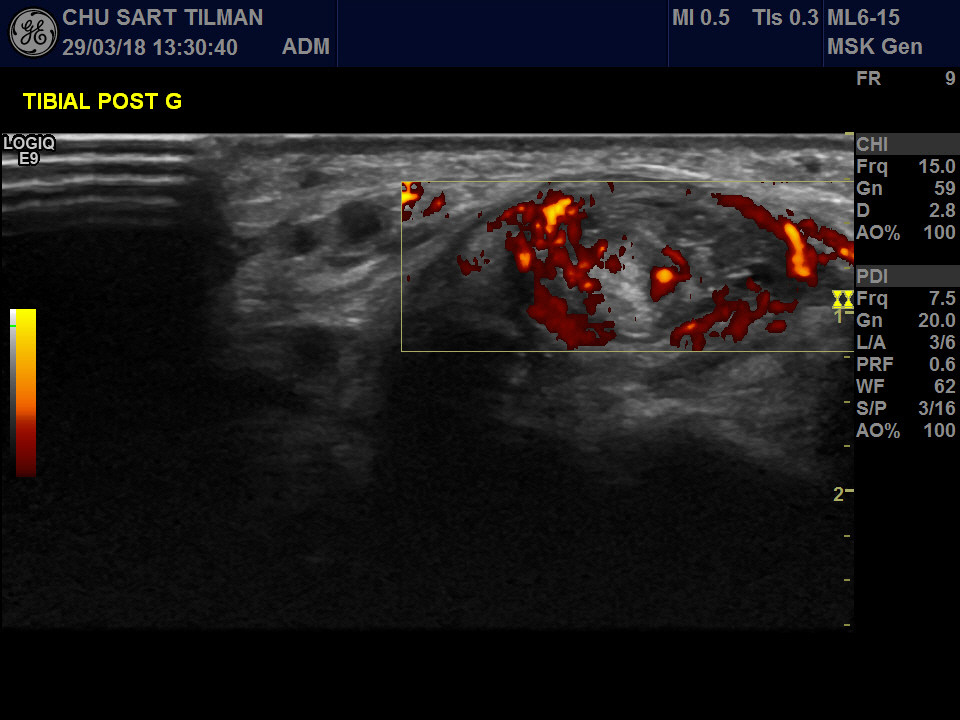 GE
CHU SART TILMAN
29/03/18 13:30:40 ADM
MI 0.5 TIs 0.3
ML6-15
MSK Gen
FR 9
TIBIAL POST G
LOGIQ
E9
CHI
Frq 15.0
Gn 59
D 2.8
AO% 100
PDI
Frq 7.5
Gn 20.0
L/A 3/6
PRF 0.6
WF 62
S/P 3/16
AO% 100
1
2